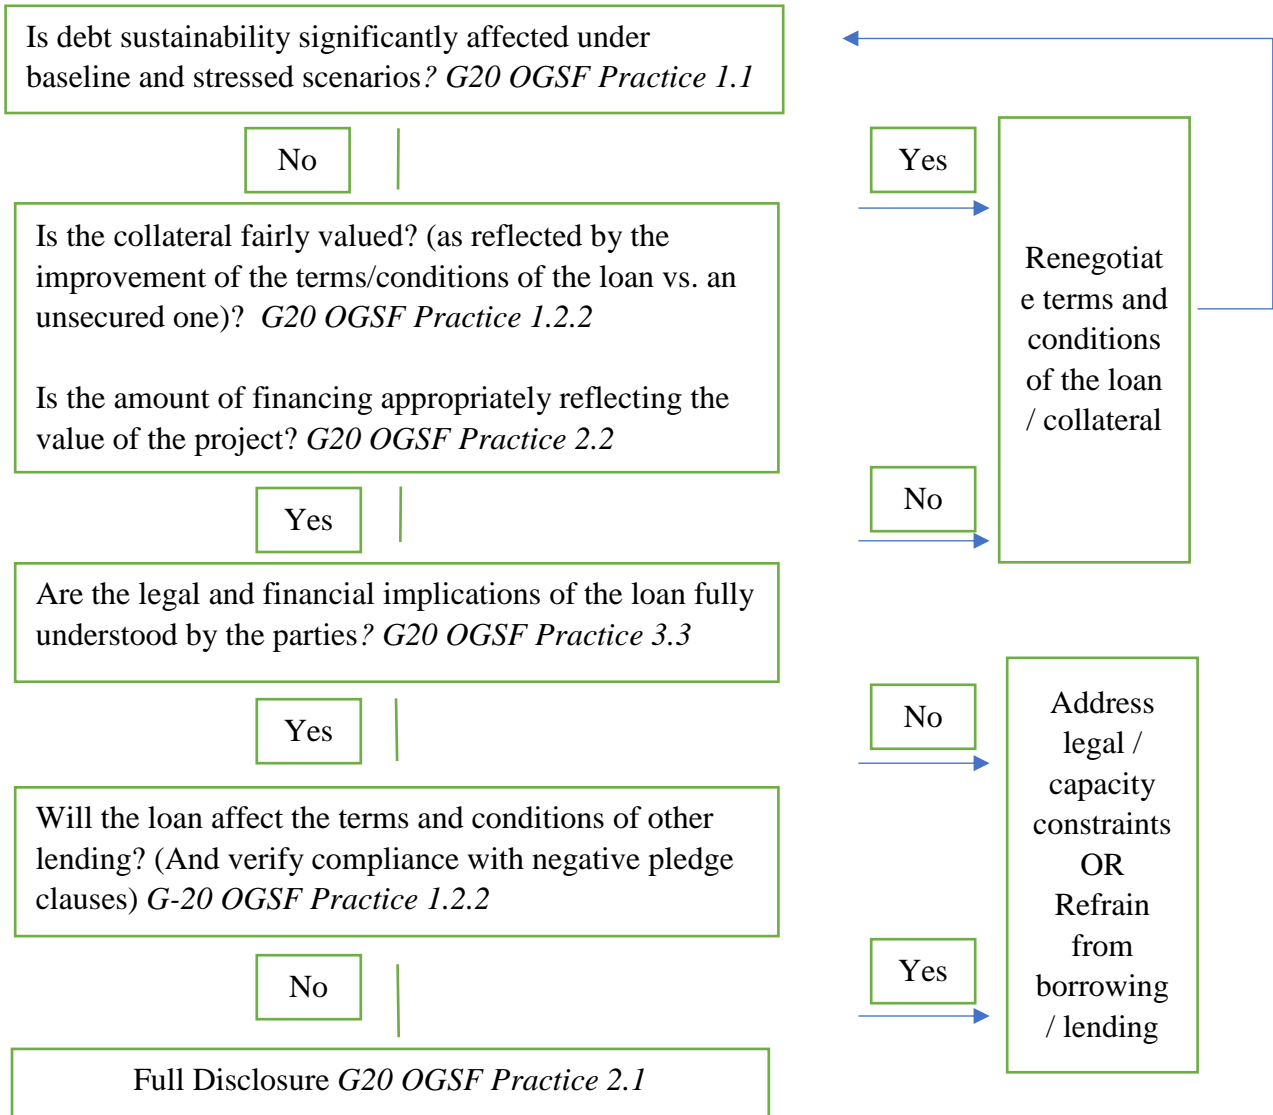 Is debt sustainability significantly affected under
baseline and stressed scenarios? G20 OGSF Practice 1.1
No
Yes
Is the collateral fairly valued? (as reflected by the
improvement of the terms/conditions of the loan vs. an
unsecured one)? G20 OGSF Practice 1.2.2
Is the amount of financing appropriately reflecting the
value of the project? G20 OGSF Practice 2.2
Renegotiat
e terms and
conditions
of the loan
/ collateral
Yes
No
Are the legal and financial implications of the loan fully
understood by the parties? G20 OGSF Practice 3.3
Yes
No
Will the loan affect the terms and conditions of other
lending? (And verify compliance with negative pledge
clauses) G-20 OGSF Practice 1.2.2
Address
legal /
capacity
constraints
OR
Refrain
from
borrowing
/ lending
No
Yes
Full Disclosure G20 OGSF Practice 2.1